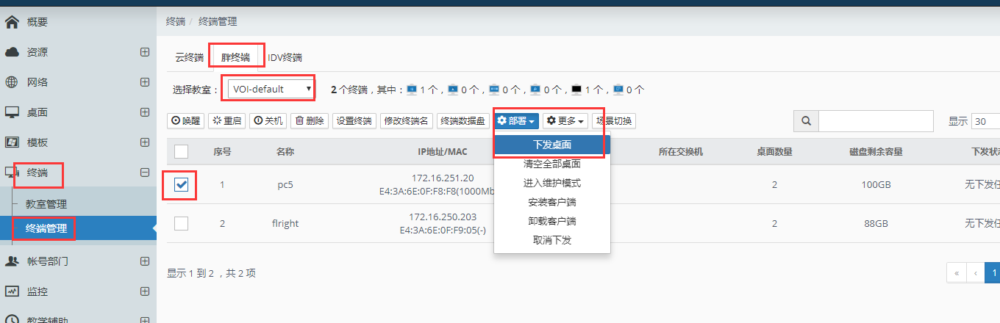 概要
资源
网络
桌面
模板
终端
教室管理
终端管理
帐号部门
监控
教学辅助
终端 / 终端管理
云终端 胖终端 IDV终端
选择教室： VOI-default 2 个终端，其中： 1 个， 0 个， 0 个， 0 个， 1 个， 0 个
唤醒 重启 关机 删除 设置终端 修改终端名 终端数据盘 部署 更多 场景切换 显示 30
下发桌面
清空全部桌面
进入维护模式
安装客户端
卸载客户端
取消下发
序号 名称 IP地址/MAC 所在交换机 桌面数量 磁盘剩余容量 下发状
1 pc5 172.16.251.20 2 100GB 无下发任
E4:3A:6E:0F:F8:F8(1000Mb
2 flright 172.16.250.203 2 88GB 无下发任
E4:3A:6E:0F:F9:05(-)
显示 1 到 2 ，共 2 项
« ‹ 1